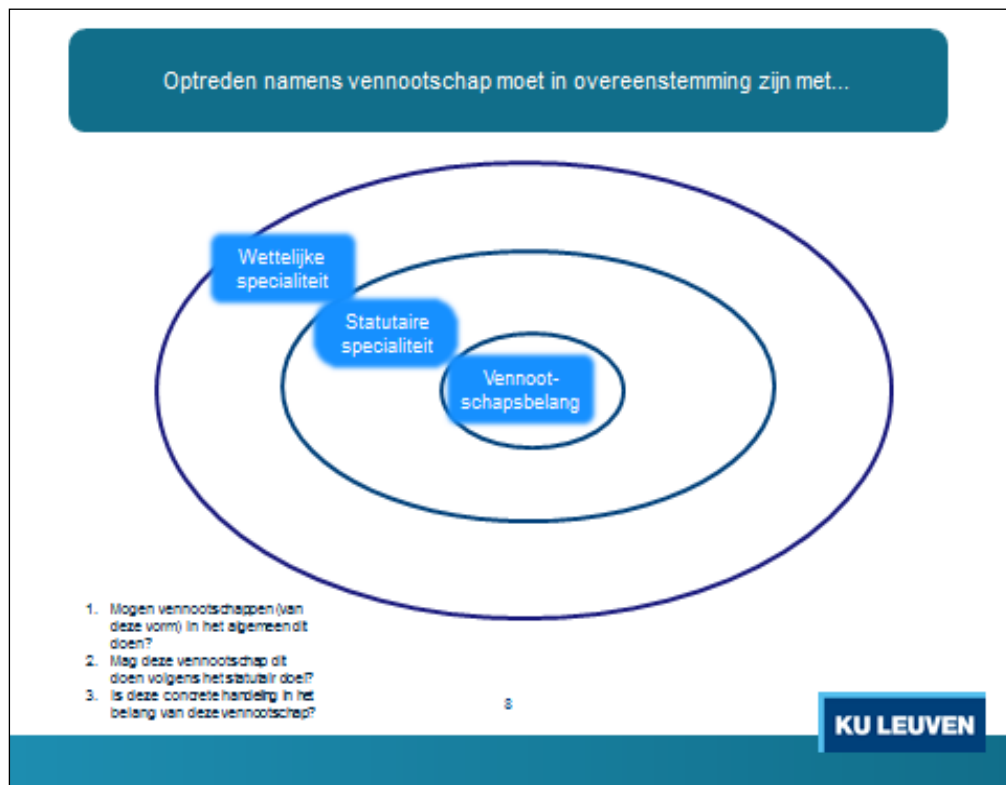 Optreden namens vennootschap moet in overeenstemming zijn met...
Wettelijke
specialiteit
Statutaire
specialiteit
Vennoot-
schapsbelang
1. Mogen vennootschappen (van
deze vorm) in het algemeen dit
doen?
2. Mag deze vennootschap dit
doen volgens het statutair doel?
3. Is deze concrete handeling in het
belang van deze vennootschap?
8
KU LEUVEN